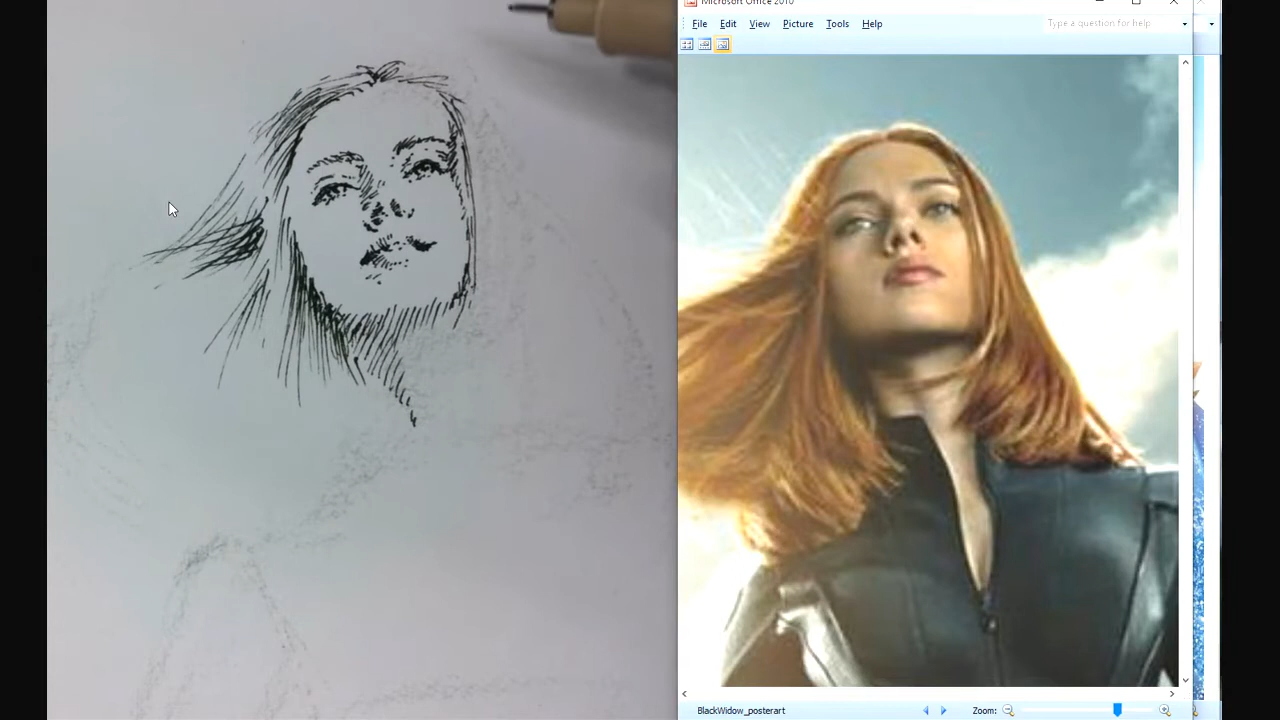 Microsoft Office 2010
File Edit View Picture Tools Help
Type a question for help
BlackWidow_posterart
Zoom: